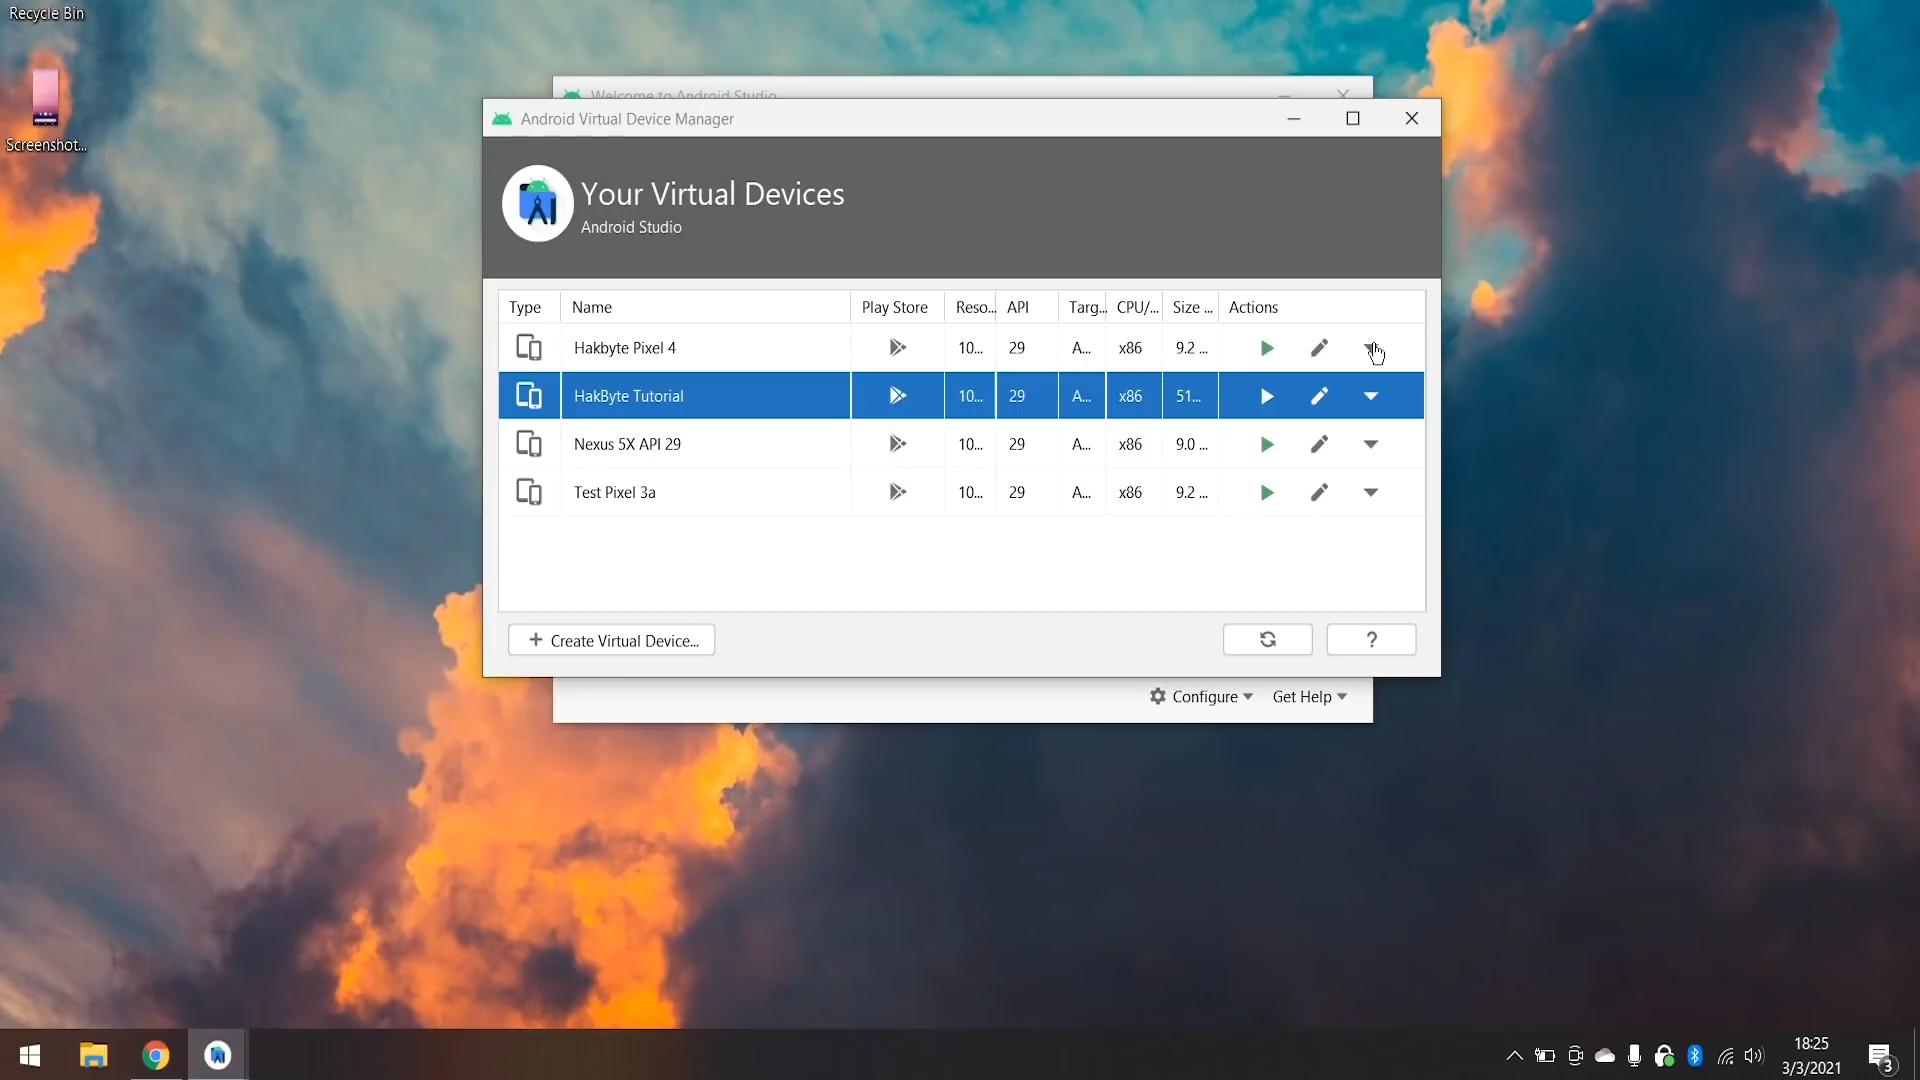 Recycle Bin
Screenshot...
Welcome to Android Studio
Android Virtual Device Manager
Your Virtual Devices
Android Studio
Type Name Play Store Reso... API Targ... CPU/... Size ... Actions
Hakbyte Pixel 4 10... 29 A... x86 9.2 ...
HakByte Tutorial 10... 29 A... x86 51...
Nexus 5X API 29 10... 29 A... x86 9.0 ...
Test Pixel 3a 10... 29 A... x86 9.2 ...
+ Create Virtual Device... ?
Configure Get Help
18:25
3/3/2021
3